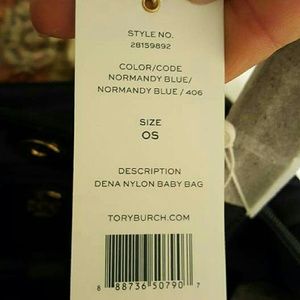 STYLE NO.
28159892
COLOR/CODE
NORMANDY BLUE/
NORMANDY BLUE / 406
SIZE
OS
DESCRIPTION
DENA NYLON BABY BAG
TORYBURCH.COM
8 88736 50790 7